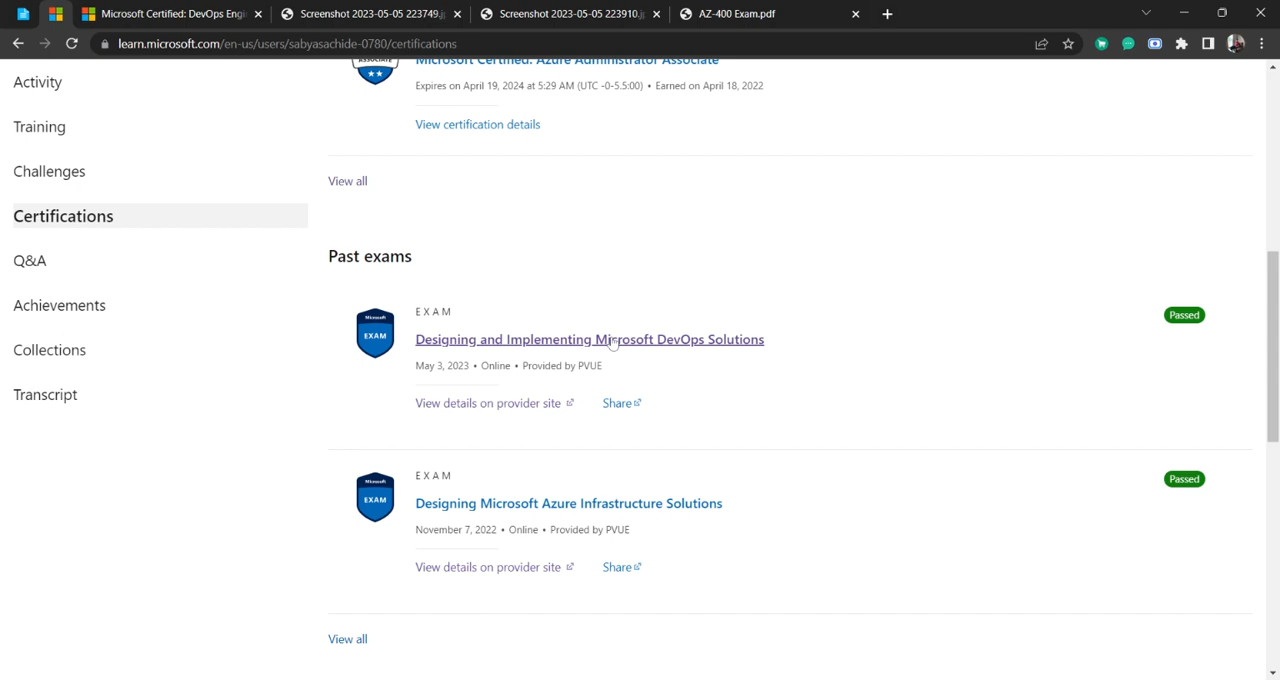 Microsoft Certified: DevOps Engi
Screenshot 2023-05-05 223749.j
Screenshot 2023-05-05 223910.j
AZ-400 Exam.pdf
learn.microsoft.com/en-us/users/sabyasachide-0780/certifications
Activity
Training
Challenges
Certifications
Q&A
Achievements
Collections
Transcript
ASSOCIATE
Microsoft Certified: Azure Administrator Associate
Expires on April 19, 2024 at 5:29 AM (UTC -0-5.5:00) • Earned on April 18, 2022
View certification details
View all
Past exams
Microsoft
EXAM
EXAM
Designing and Implementing Microsoft DevOps Solutions
May 3, 2023 • Online • Provided by PVUE
View details on provider site
Share
Passed
Microsoft
EXAM
EXAM
Designing Microsoft Azure Infrastructure Solutions
November 7, 2022 • Online • Provided by PVUE
View details on provider site
Share
Passed
View all